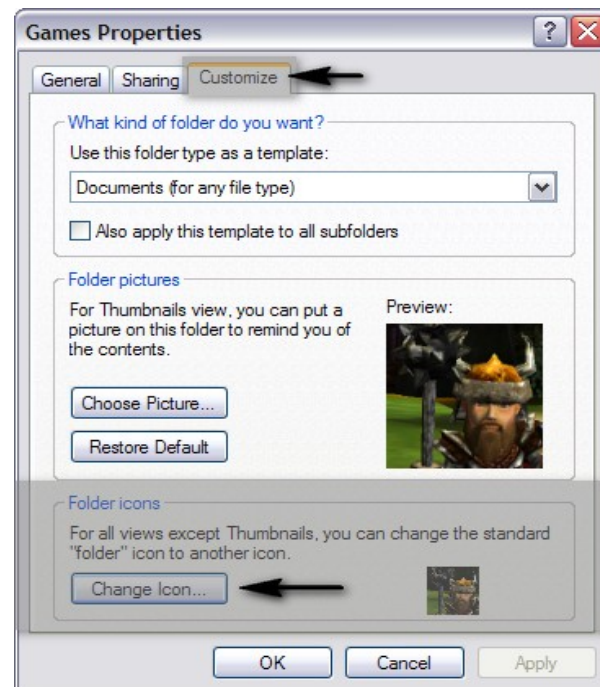 Games Properties
General Sharing Customize
What kind of folder do you want?
Use this folder type as a template:
Documents (for any file type)
Also apply this template to all subfolders
Folder pictures
For Thumbnails view, you can put a
picture on this folder to remind you of
the contents.
Preview:
Choose Picture...
Restore Default
Folder icons
For all views except Thumbnails, you can change the standard
"folder" icon to another icon.
Change Icon...
OK Cancel Apply